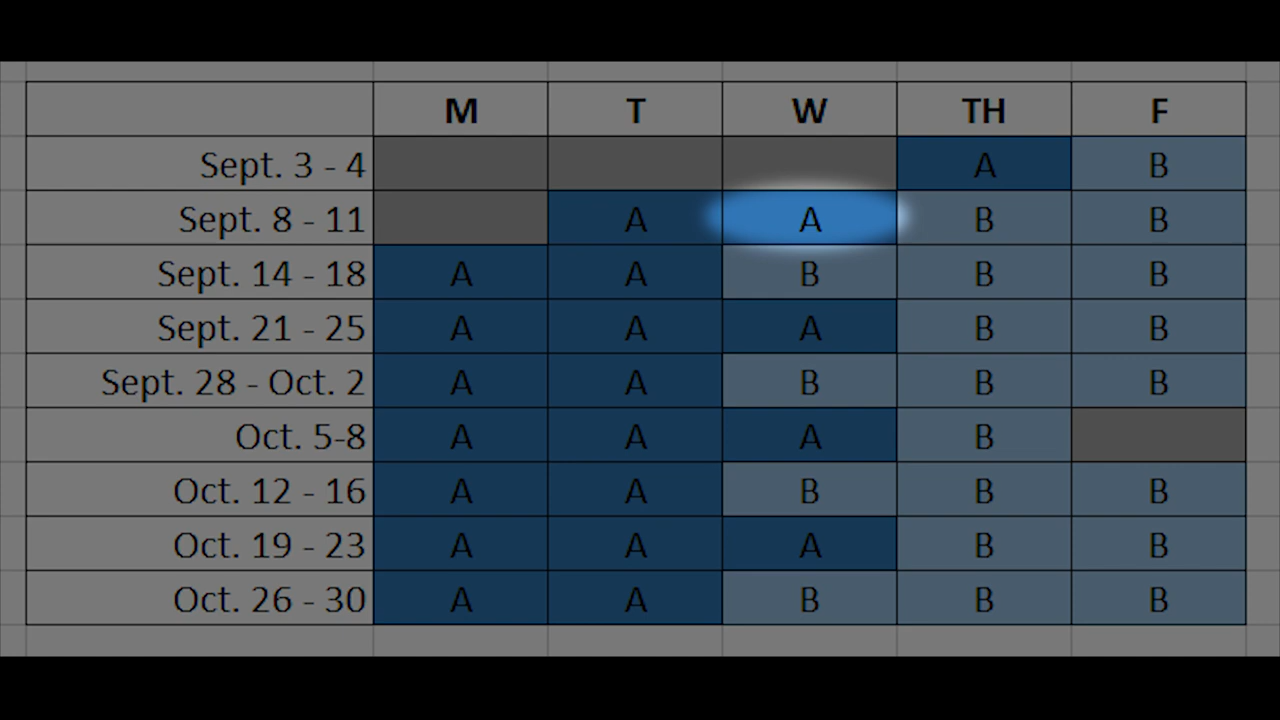 M T W TH F
Sept. 3 - 4 A B
Sept. 8 - 11 A A B B
Sept. 14 - 18 A A B B B
Sept. 21 - 25 A A A B B
Sept. 28 - Oct. 2 A A B B B
Oct. 5-8 A A A B
Oct. 12 - 16 A A B B B
Oct. 19 - 23 A A A B B
Oct. 26 - 30 A A B B B